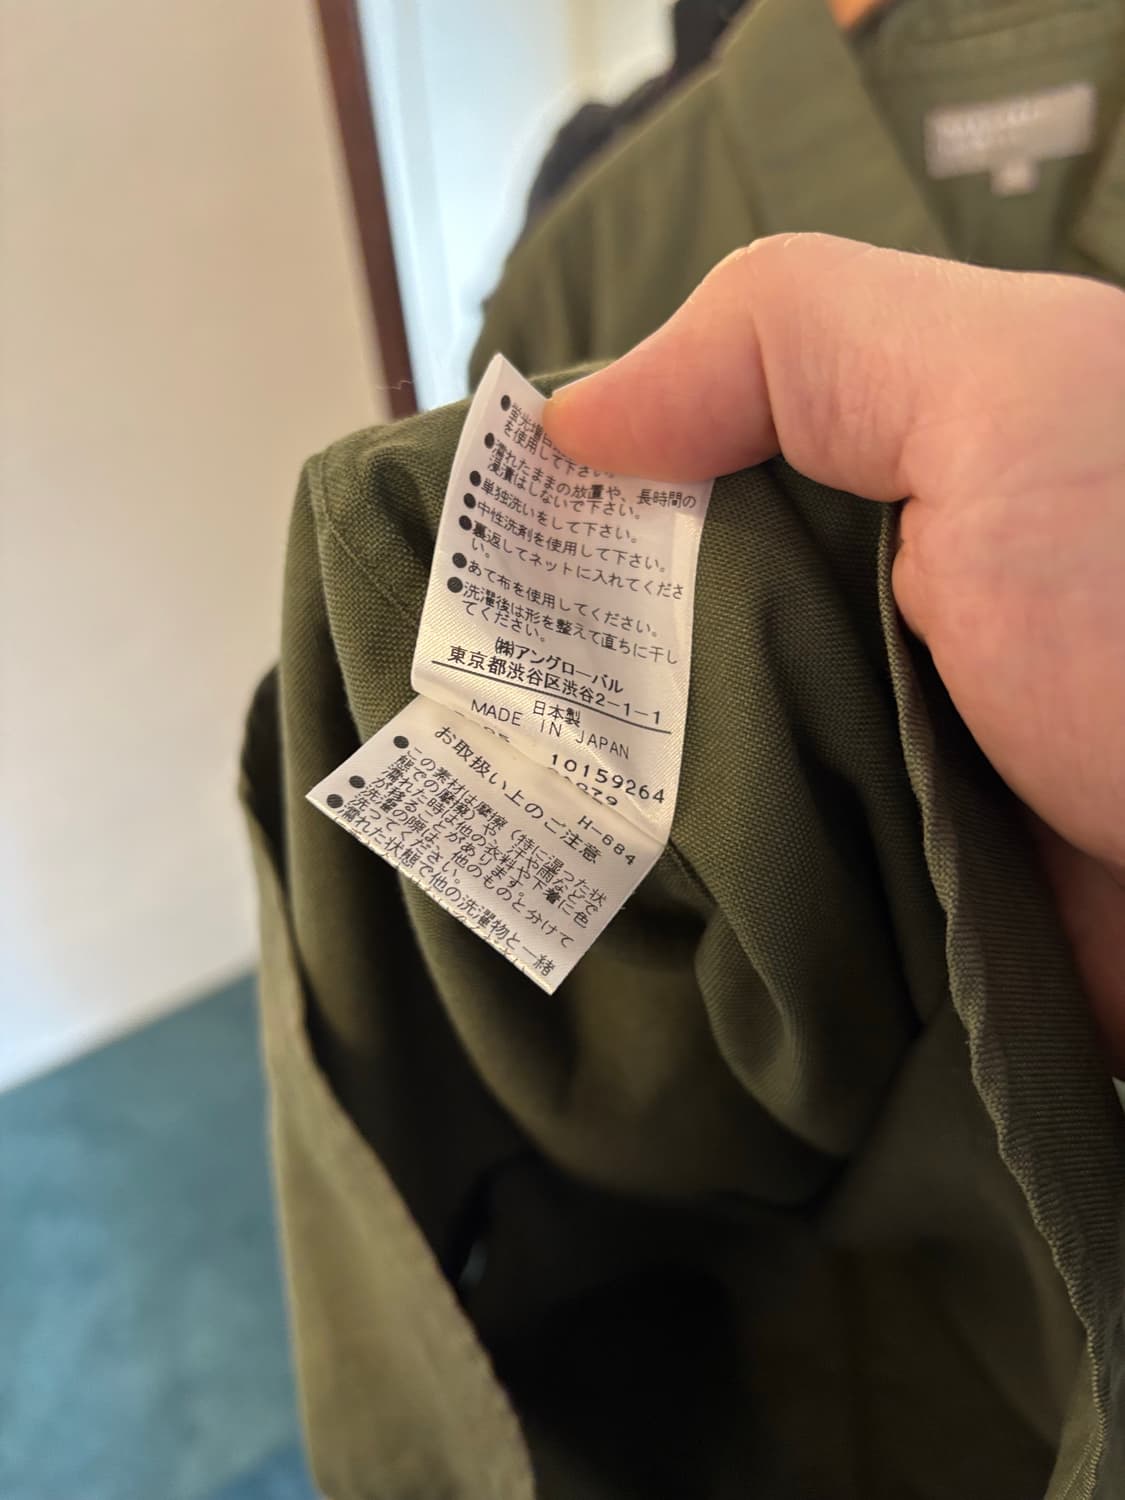 ●蛍光増白
を使用して下さい。
●濡れたままの放置や、長時間の
浸漬はしないで下さい。
●単独洗いをして下さい。
●中性洗剤を使用して下さい。
●裏返してネットに入れてくださ
い。
●あて布を使用してください。
●洗濯後は形を整えて直ちに干し
てください。
㈱アングローバル
東京都渋谷区渋谷2-1-1
日本製
MADE IN JAPAN
10159264
H-684
お取扱い上のご注意
●この素材は摩擦（特に湿った状
態での摩擦）や、汗や雨などで
濡れた時は他の衣料や下着に色
が移ることがあります。
●洗濯の際は、他のものと分けて
洗ってください。
●濡れた状態で他の洗濯物と一緒